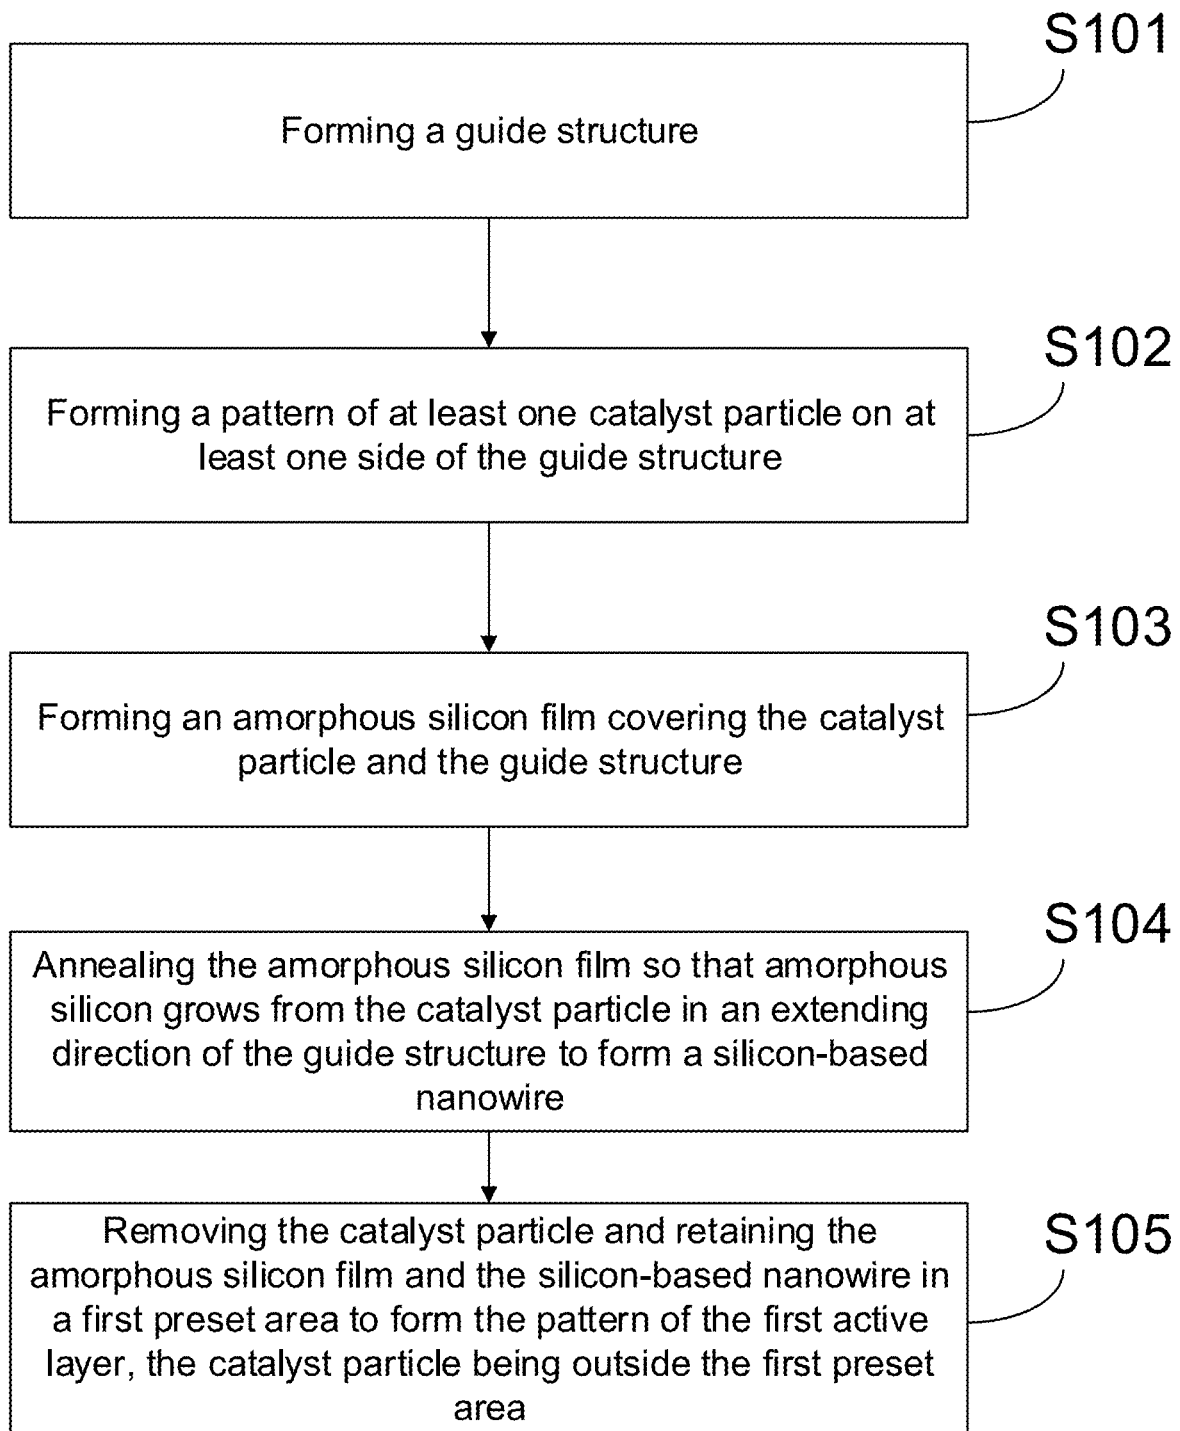 S101
Forming a guide structure
S102
Forming a pattern of at least one catalyst particle on at
least one side of the guide structure
S103
Forming an amorphous silicon film covering the catalyst
particle and the guide structure
S104
Annealing the amorphous silicon film so that amorphous
silicon grows from the catalyst particle in an extending
direction of the guide structure to form a silicon-based
nanowire
S105
Removing the catalyst particle and retaining the
amorphous silicon film and the silicon-based nanowire in
a first preset area to form the pattern of the first active
layer, the catalyst particle being outside the first preset
area